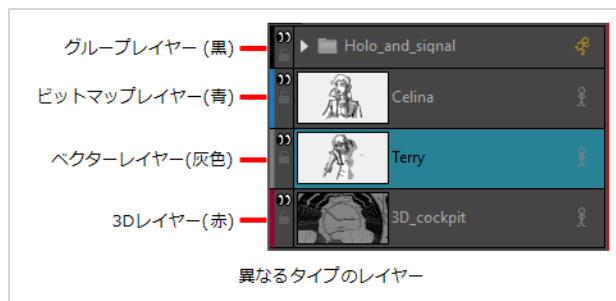 グループレイヤー (黒)
Holo_and_signal
ビットマップレイヤー(青)
Celina
ベクターレイヤー(灰色)
Terry
3Dレイヤー(赤)
3D_cockpit
異なるタイプのレイヤー